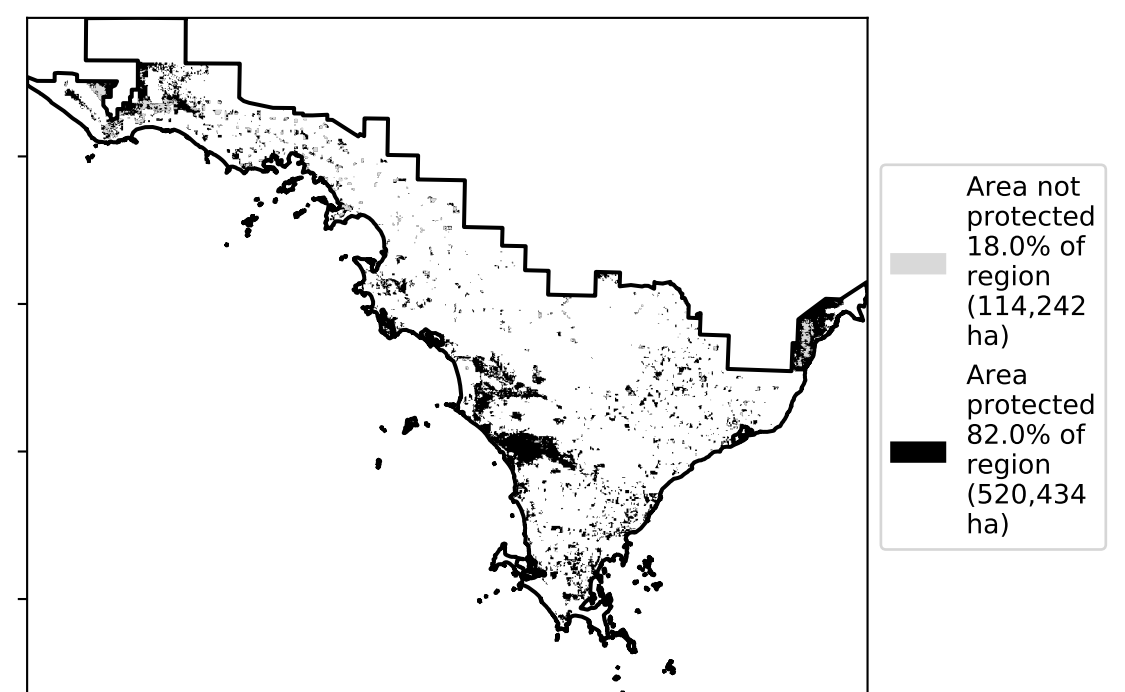 Area not
protected
18.0% of
region
(114,242
ha)
Area
protected
82.0% of
region
(520,434
ha)